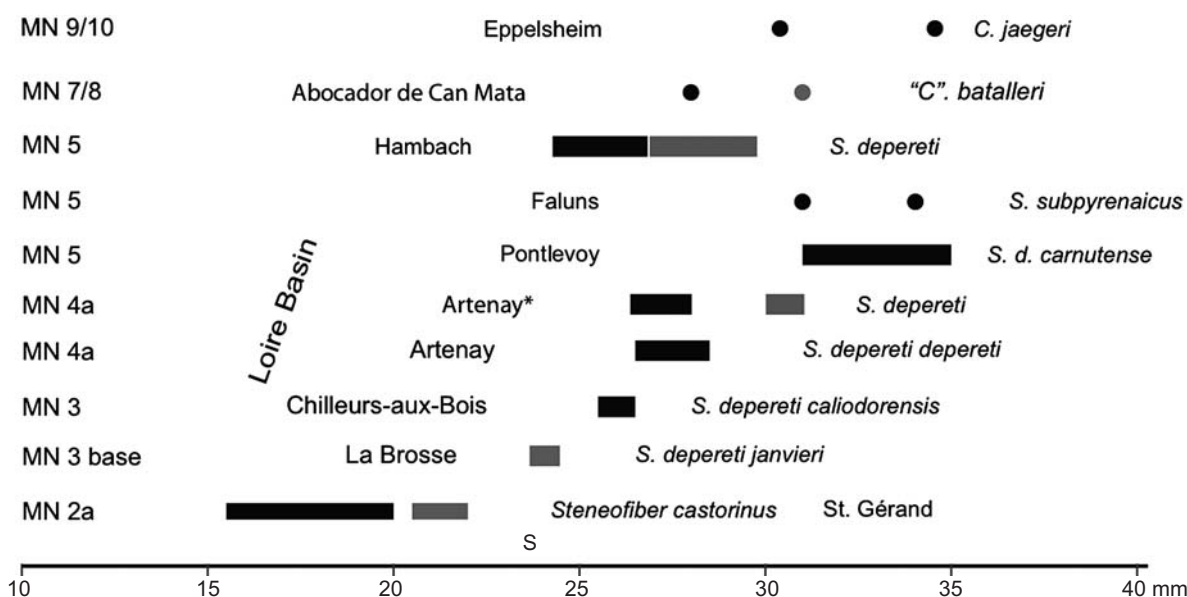 MN 9/10 Eppelsheim C. jaegeri
MN 7/8 Abocador de Can Mata “C”. batalleri
MN 5 Hambach S. depereti
MN 5 Faluns S. subpyrenaicus
MN 5 Pontlevoy S. d. carnutense
Loire Basin
MN 4a Artenay* S. depereti
MN 4a Artenay S. depereti depereti
MN 3 Chilleurs-aux-Bois S. depereti caliodorensis
MN 3 base La Brosse S. depereti janvieri
MN 2a Steneofiber castorinus St. Gérand
S
10 15 20 25 30 35 40 mm